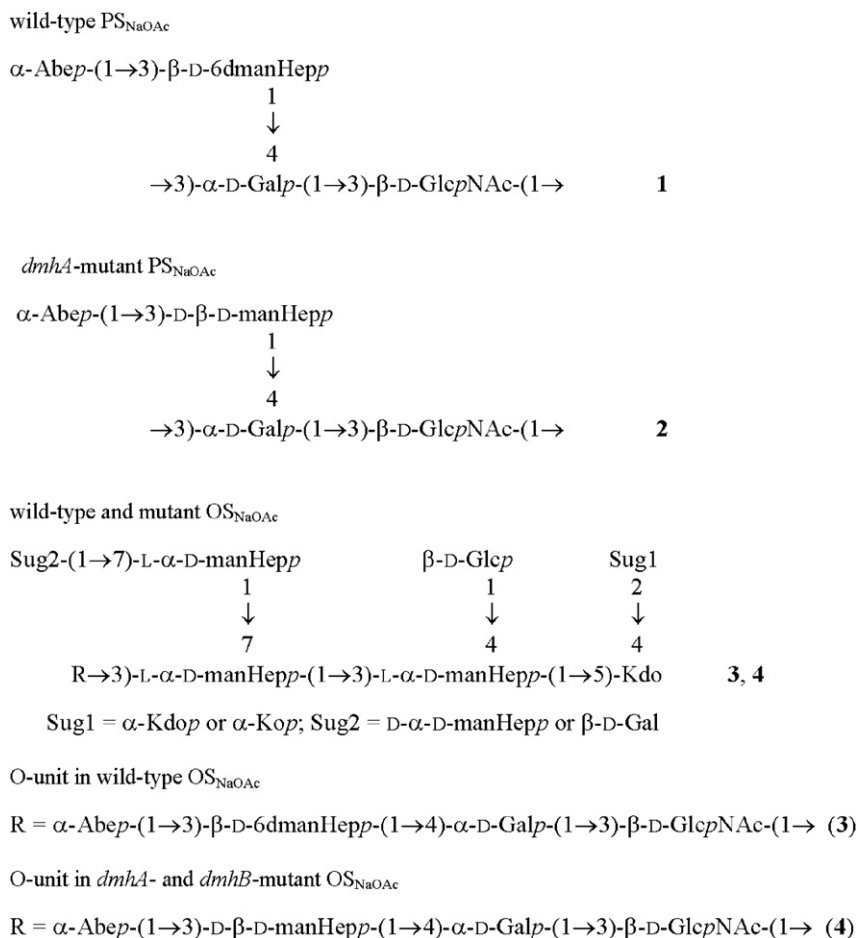 wild-type PS_NaOAc
α-Abep-(1→3)-β-D-6dmanHepp
1
↓
4
→3)-α-D-Galp-(1→3)-β-D-GlcpNAc-(1→ 1
dmhA-mutant PS_NaOAc
α-Abep-(1→3)-D-β-D-manHepp
1
↓
4
→3)-α-D-Galp-(1→3)-β-D-GlcpNAc-(1→ 2
wild-type and mutant OS_NaOAc
Sug2-(1→7)-L-α-D-manHepp β-D-Glcp Sug1
1 1 2
↓ ↓ ↓
7 4 4
R→3)-L-α-D-manHepp-(1→3)-L-α-D-manHepp-(1→5)-Kdo 3, 4
Sug1 = α-Kdop or α-Kop; Sug2 = D-α-D-manHepp or β-D-Gal
O-unit in wild-type OS_NaOAc
R = α-Abep-(1→3)-β-D-6dmanHepp-(1→4)-α-D-Galp-(1→3)-β-D-GlcpNAc-(1→ (3)
O-unit in dmhA- and dmhB-mutant OS_NaOAc
R = α-Abep-(1→3)-D-β-D-manHepp-(1→4)-α-D-Galp-(1→3)-β-D-GlcpNAc-(1→ (4)